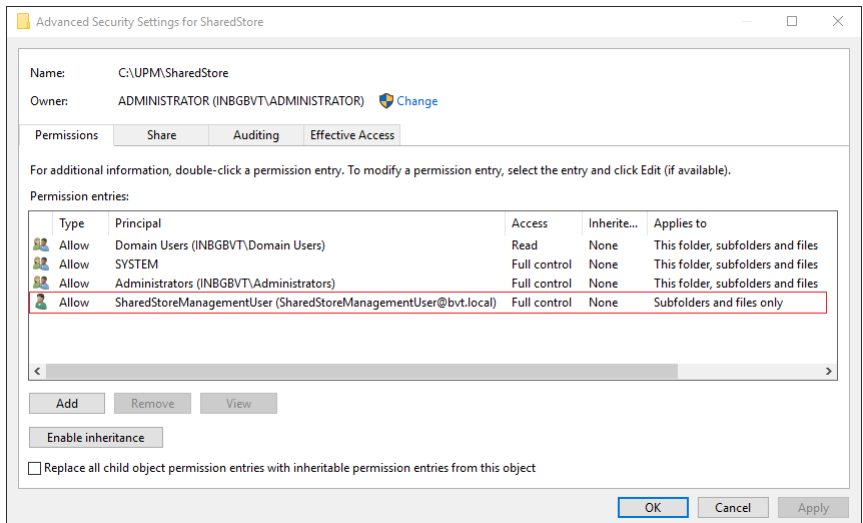 Advanced Security Settings for SharedStore
Name: C:\UPM\SharedStore
Owner: ADMINISTRATOR (INBGBVT\ADMINISTRATOR) Change
Permissions Share Auditing Effective Access
For additional information, double-click a permission entry. To modify a permission entry, select the entry and click Edit (if available).
Permission entries:
Type Principal Access Inherite... Applies to
Allow Domain Users (INBGBVT\Domain Users) Read None This folder, subfolders and files
Allow SYSTEM Full control None This folder, subfolders and files
Allow Administrators (INBGBVT\Administrators) Full control None This folder, subfolders and files
Allow SharedStoreManagementUser (SharedStoreManagementUser@bvt.local) Full control None Subfolders and files only
Add Remove View
Enable inheritance
Replace all child object permission entries with inheritable permission entries from this object
OK Cancel Apply